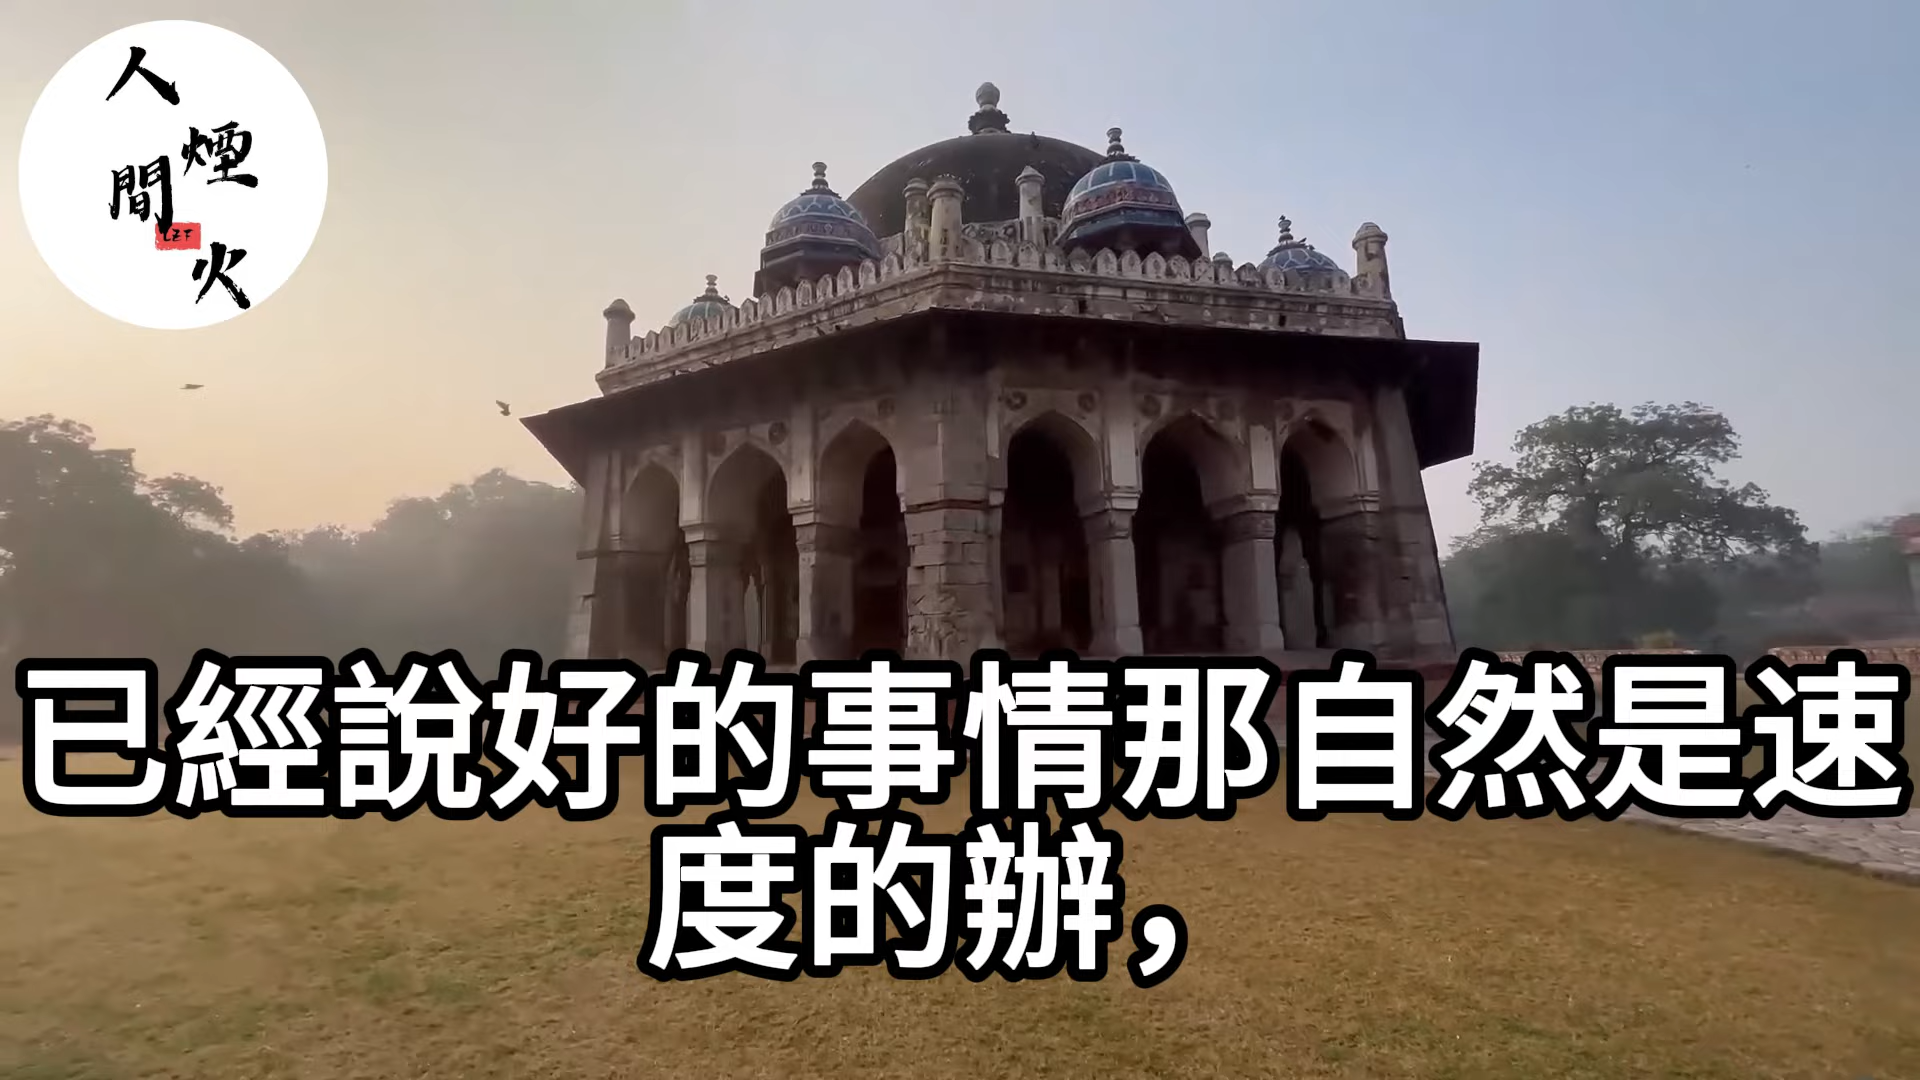 人
煙
間
LZF
火
已經說好的事情那自然是速
度的辦，